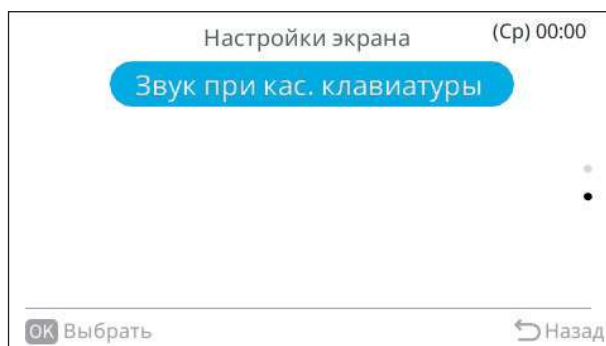 Настройки экрана (Ср) 00:00
Звук при кас. клавиатуры
OK Выбрать Назад